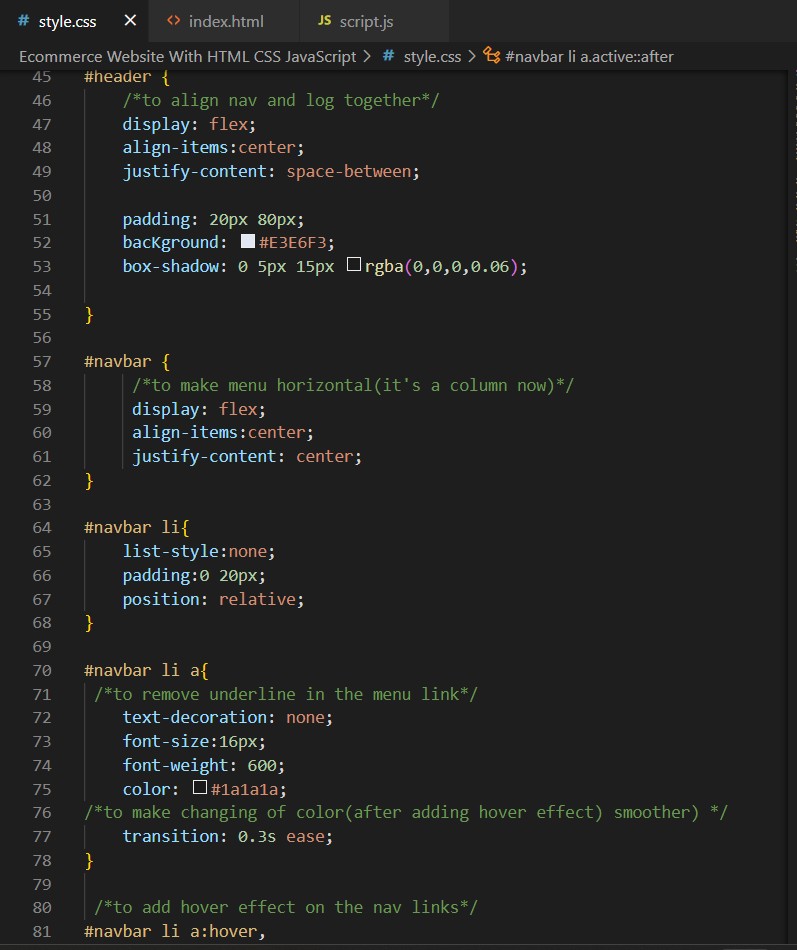 # style.css × <> index.html JS script.js
Ecommerce Website With HTML CSS JavaScript > # style.css > #navbar li a.active::after
45 #header {
46 /*to align nav and log together*/
47 display: flex;
48 align-items:center;
49 justify-content: space-between;
50
51 padding: 20px 80px;
52 bacKground: #E3E6F3;
53 box-shadow: 0 5px 15px rgba(0,0,0,0.06);
54
55 }
56
57 #navbar {
58 /*to make menu horizontal(it's a column now)*/
59 display: flex;
60 align-items:center;
61 justify-content: center;
62 }
63
64 #navbar li{
65 list-style:none;
66 padding:0 20px;
67 position: relative;
68 }
69
70 #navbar li a{
71 /*to remove underline in the menu link*/
72 text-decoration: none;
73 font-size:16px;
74 font-weight: 600;
75 color: #1a1a1a;
76 /*to make changing of color(after adding hover effect) smoother) */
77 transition: 0.3s ease;
78 }
79
80 /*to add hover effect on the nav links*/
81 #navbar li a:hover,